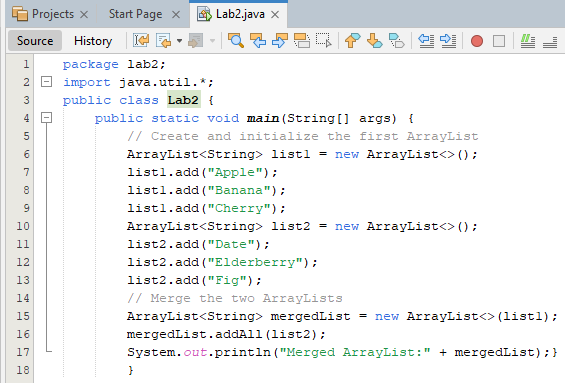 Projects Start Page Lab2.java
Source History
1 package lab2;
2 import java.util.*;
3 public class Lab2 {
4 public static void main(String[] args) {
5 // Create and initialize the first ArrayList
6 ArrayList<String> list1 = new ArrayList<>();
7 list1.add("Apple");
8 list1.add("Banana");
9 list1.add("Cherry");
10 ArrayList<String> list2 = new ArrayList<>();
11 list2.add("Date");
12 list2.add("Elderberry");
13 list2.add("Fig");
14 // Merge the two ArrayLists
15 ArrayList<String> mergedList = new ArrayList<>(list1);
16 mergedList.addAll(list2);
17 System.out.println("Merged ArrayList:" + mergedList);}
18 }